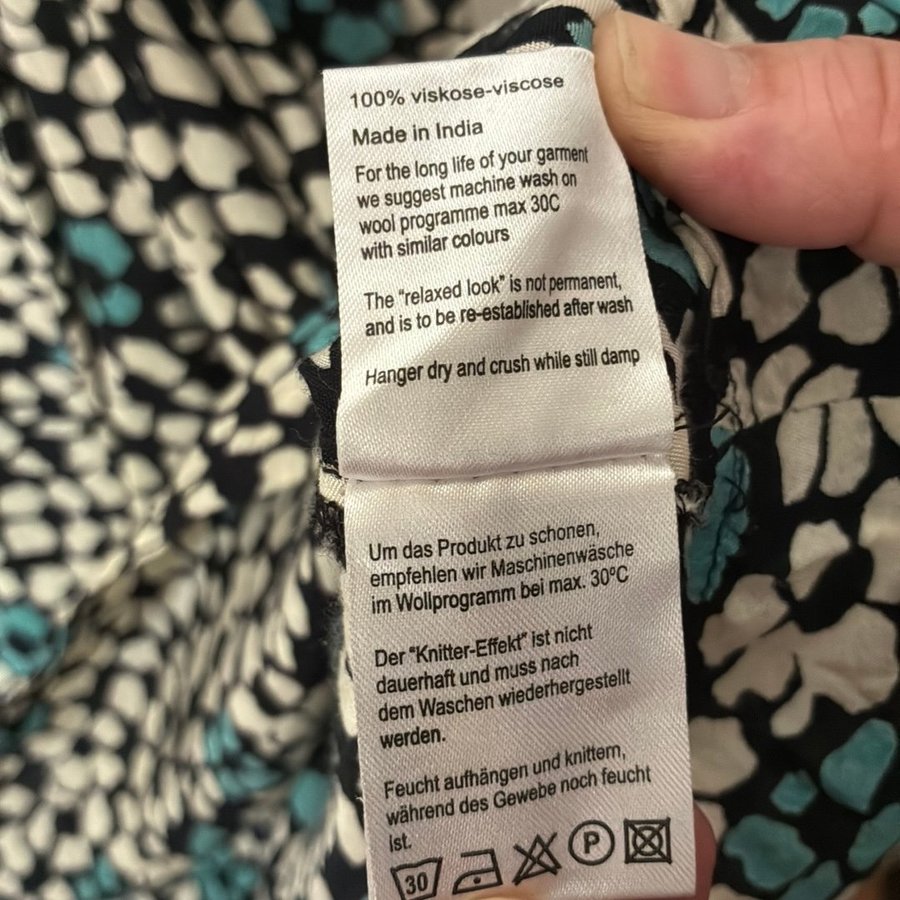 100% viskose-viscose
Made in India
For the long life of your garment
we suggest machine wash on
wool programme max 30C
with similar colours
The "relaxed look" is not permanent,
and is to be re-established after wash
Hanger dry and crush while still damp
Um das Produkt zu schonen,
empfehlen wir Maschinenwäsche
im Wollprogramm bei max. 30°C
Der "Knitter-Effekt" ist nicht
dauerhaft und muss nach
dem Waschen wiederhergestellt
werden.
Feucht aufhängen und knittern,
während des Gewebe noch feucht
ist.
30 P